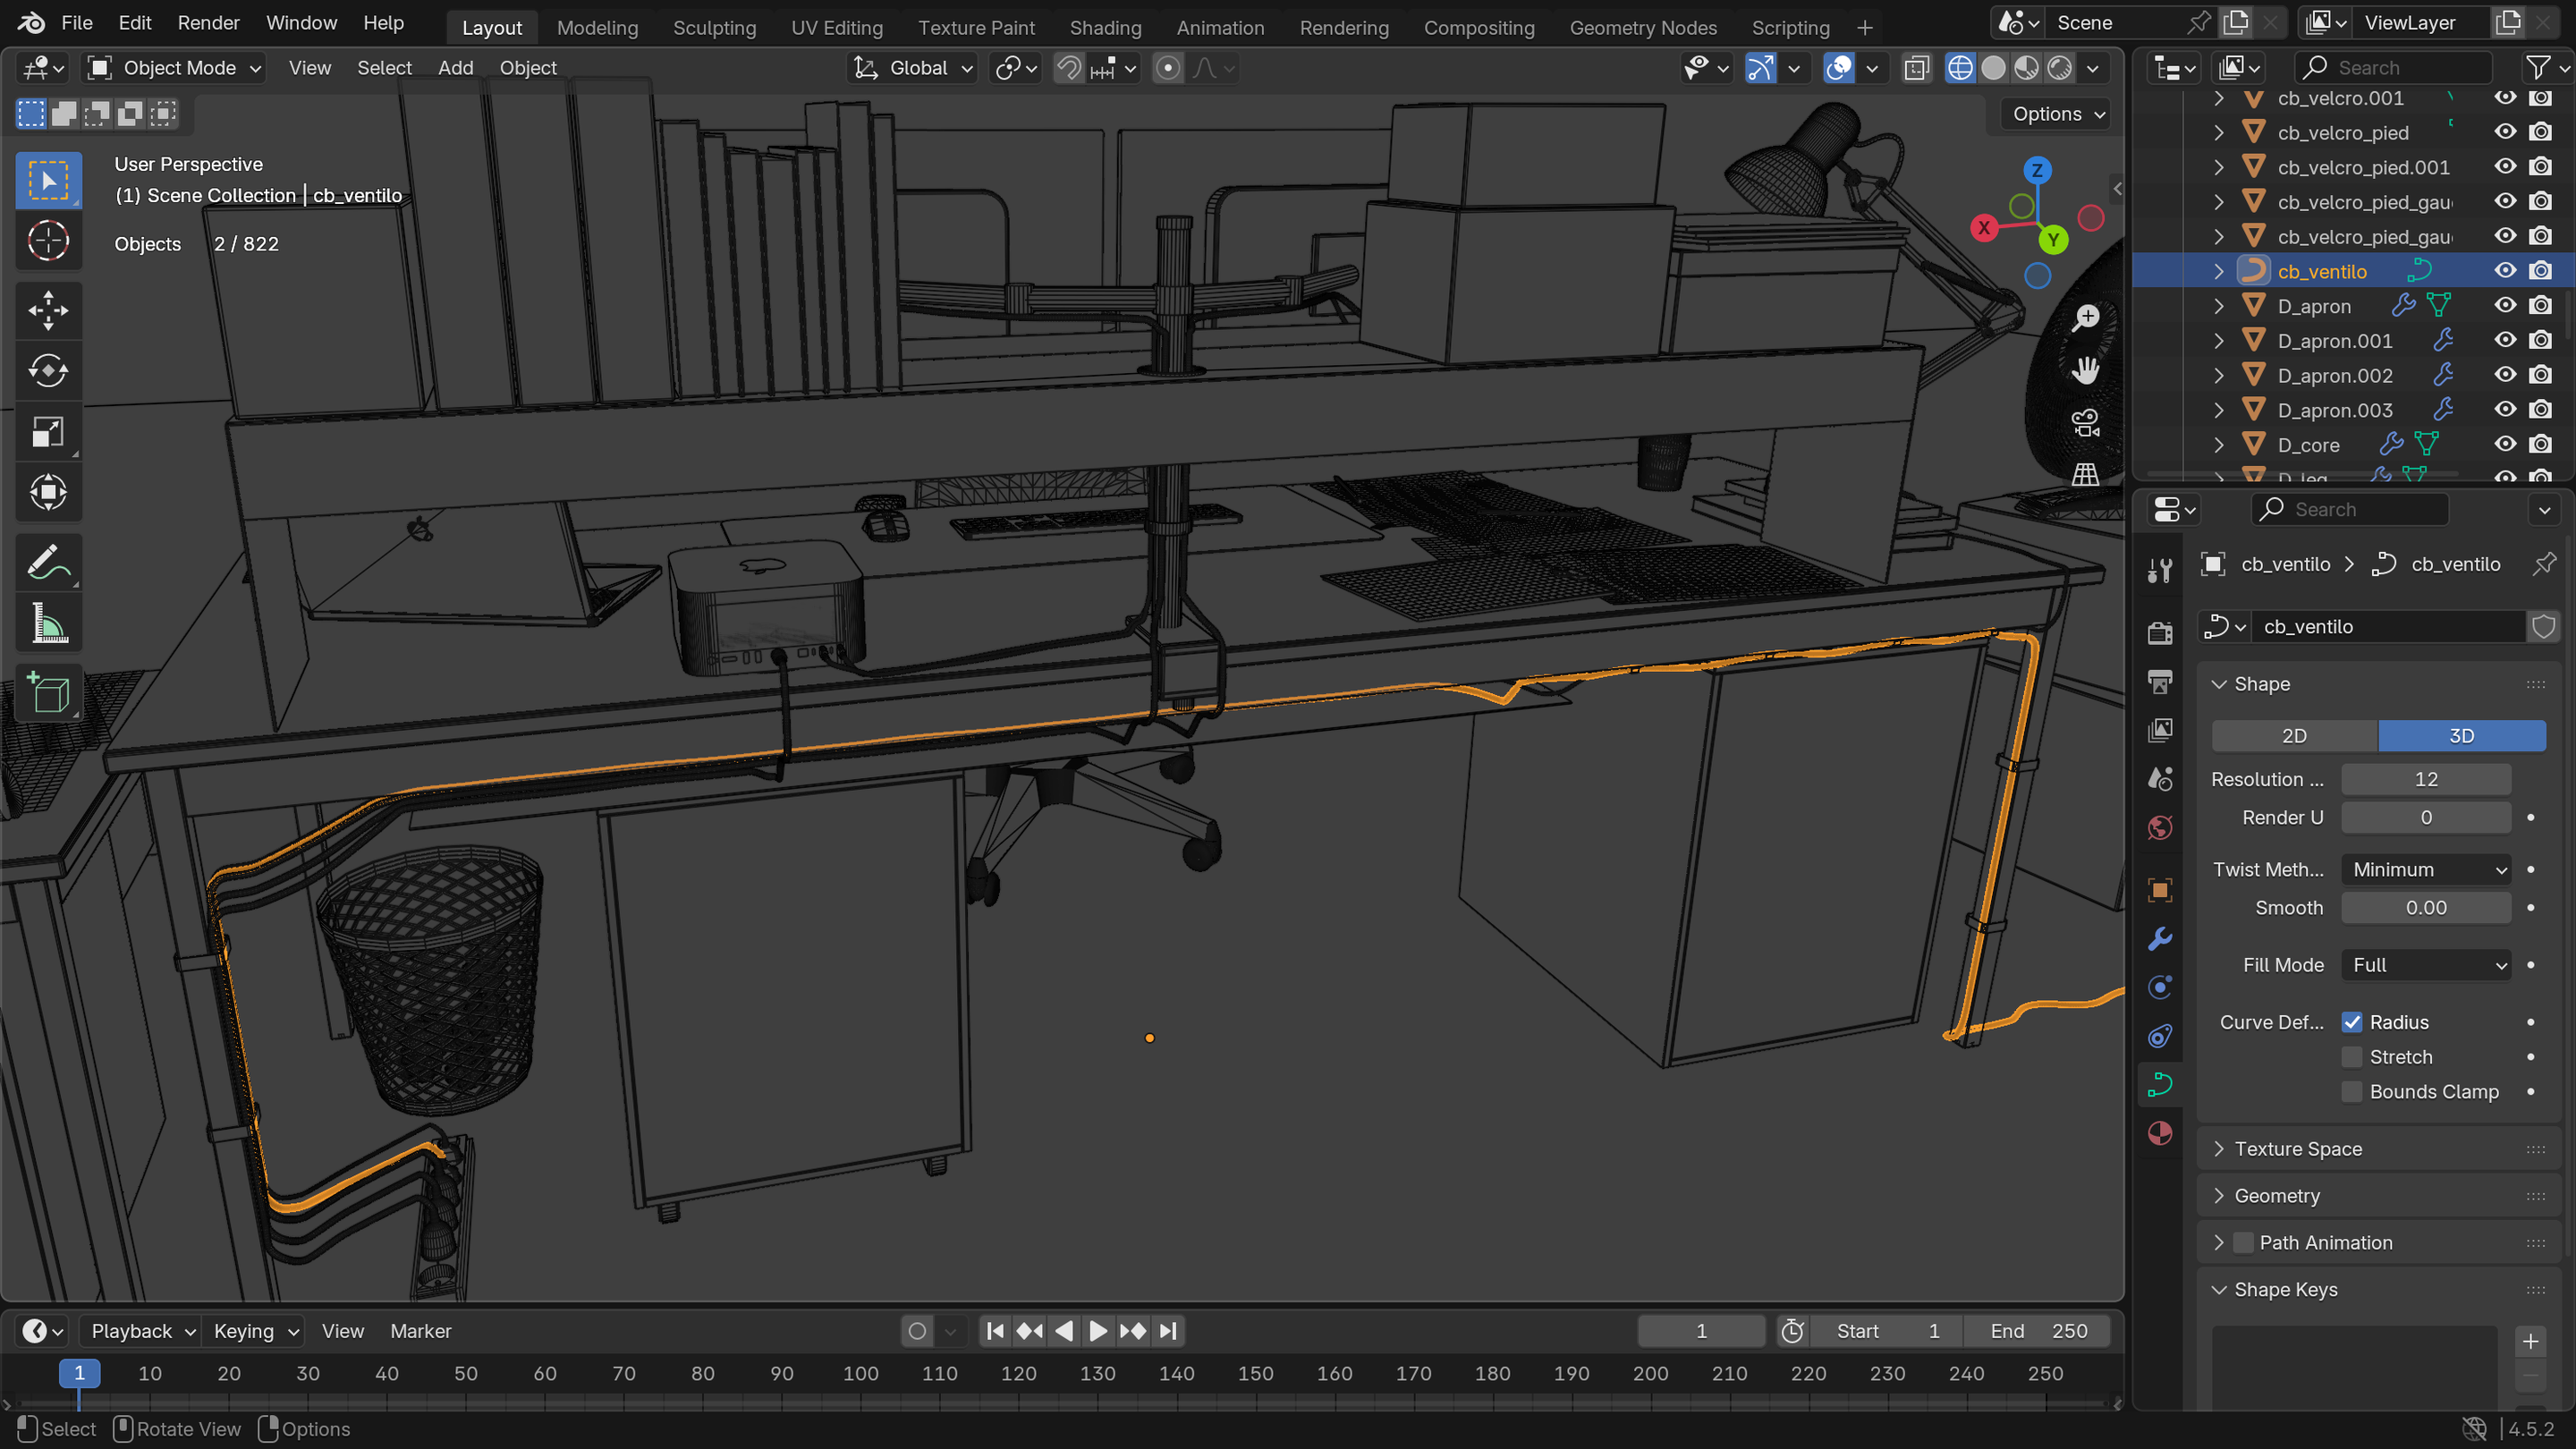 File Edit Render Window Help Layout Modeling Sculpting UV Editing Texture Paint Shading Animation Rendering Compositing Geometry Nodes Scripting + Scene ViewLayer
Object Mode View Select Add Object Global Search
Options
User Perspective
(1) Scene Collection | cb_ventilo
Objects 2 / 822
Z
X
Y
cb_velcro.001
cb_velcro_pied
cb_velcro_pied.001
cb_velcro_pied_gau
cb_velcro_pied_gau
cb_ventilo
D_apron
D_apron.001
D_apron.002
D_apron.003
D_core
D_leg
Search
cb_ventilo > cb_ventilo
cb_ventilo
Shape
2D 3D
Resolution ... 12
Render U 0
Twist Meth... Minimum
Smooth 0.00
Fill Mode Full
Curve Def... Radius
Stretch
Bounds Clamp
Texture Space
Geometry
Path Animation
Shape Keys
Playback Keying View Marker 1 Start 1 End 250
1 10 20 30 40 50 60 70 80 90 100 110 120 130 140 150 160 170 180 190 200 210 220 230 240 250
Select Rotate View Options 4.5.2